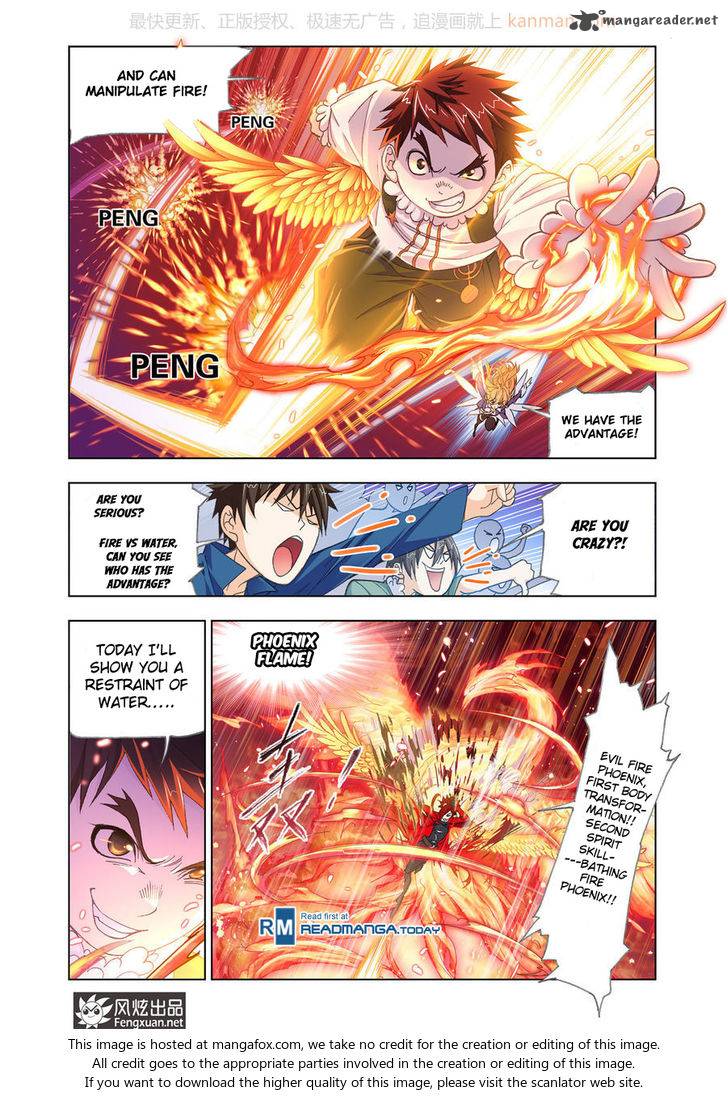 最快更新、正版授权、极速无广告，追漫画就上 kanman
mangareader.net
AND CAN
MANIPULATE FIRE!
PENG
PENG
PENG
WE HAVE THE
ADVANTAGE!
ARE YOU
SERIOUS?
FIRE VS WATER,
CAN YOU SEE
WHO HAS THE
ADVANTAGE?
ARE YOU
CRAZY?!
TODAY I'LL
SHOW YOU A
RESTRAINT OF
WATER.....
PHOENIX
FLAME!
轰!
EVIL FIRE
PHOENIX,
FIRST BODY
TRANSFOR-
MATION!!
SECOND
SPIRIT
SKILL-
---BATHING
FIRE
PHOENIX!!
RM
Read first at
READMANGA.TODAY
风炫出品
Fengxuan.net
This image is hosted at mangafox.com, we take no credit for the creation or editing of this image.
All credit goes to the appropriate parties involved in the creation or editing of this image.
If you want to download the higher quality of this image, please visit the scanlator web site.